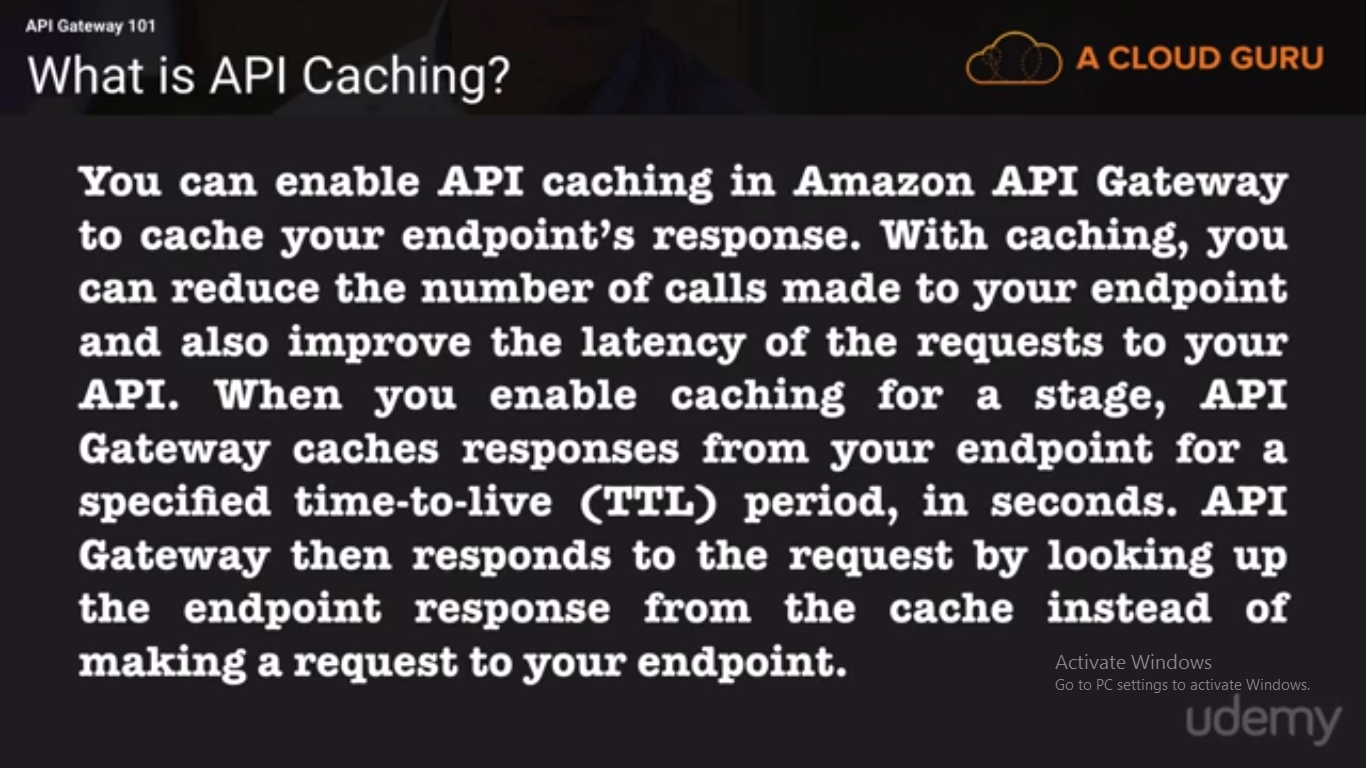 API Gateway 101
What is API Caching?
A CLOUD GURU
You can enable API caching in Amazon API Gateway
to cache your endpoint’s response. With caching, you
can reduce the number of calls made to your endpoint
and also improve the latency of the requests to your
API. When you enable caching for a stage, API
Gateway caches responses from your endpoint for a
specified time-to-live (TTL) period, in seconds. API
Gateway then responds to the request by looking up
the endpoint response from the cache instead of
making a request to your endpoint.
Activate Windows
Go to PC settings to activate Windows.
udemy